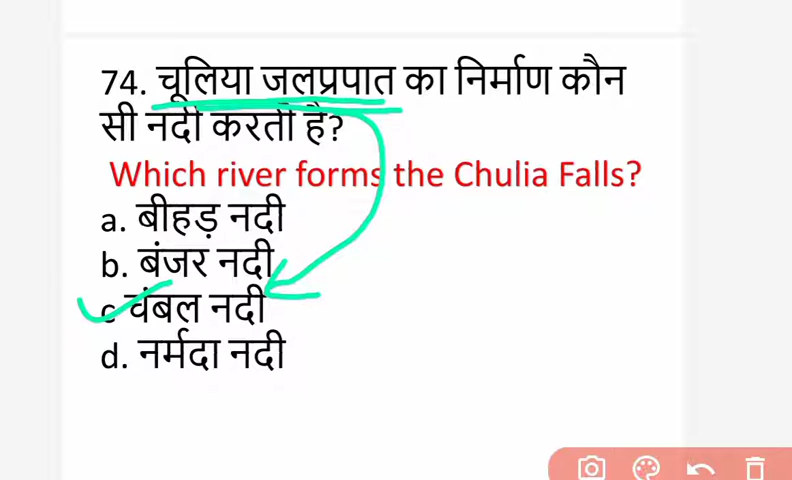 74. चूलिया जलप्रपात का निर्माण कौन
सी नदी करती है?
Which river forms the Chulia Falls?
a. बीहड़ नदी
b. बंजर नदी
c चंबल नदी
d. नर्मदा नदी